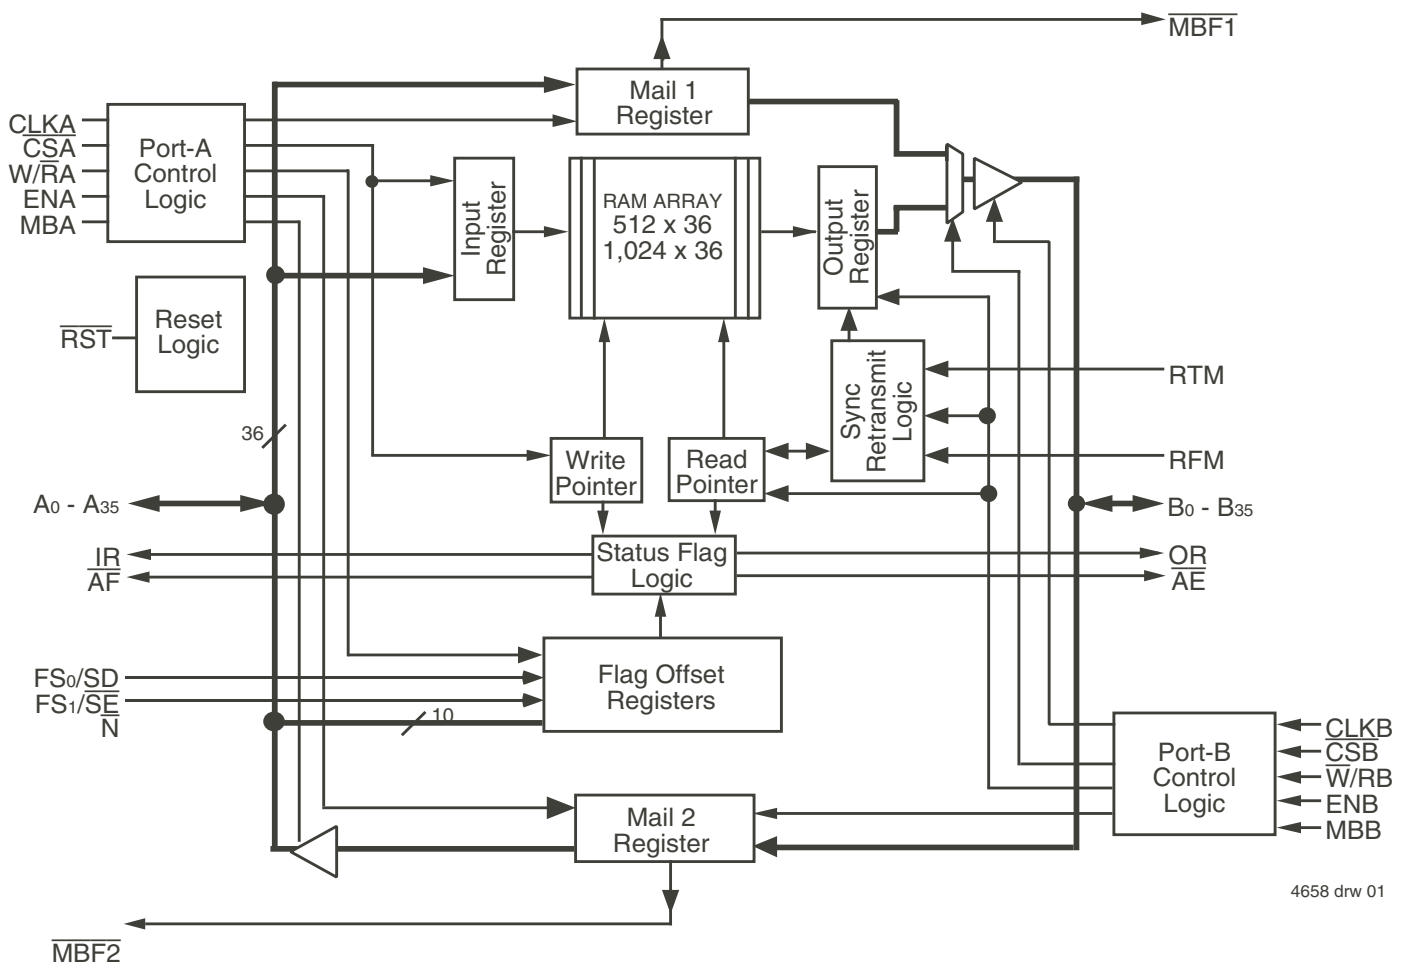 MBF1
Mail 1
Register
CLKA
CSA
W/RA
ENA
MBA
Port-A
Control
Logic
Input
Register
RAM ARRAY
512 x 36
1,024 x 36
Output
Register
RST
Reset
Logic
RTM
Sync
Retransmit
Logic
RFM
36
Write
Pointer
Read
Pointer
A0 - A35
B0 - B35
IR
AF
Status Flag
Logic
OR
AE
FS0/SD
FS1/SE
N
Flag Offset
Registers
10
Port-B
Control
Logic
CLKB
CSB
W/RB
ENB
MBB
Mail 2
Register
4658 drw 01
MBF2